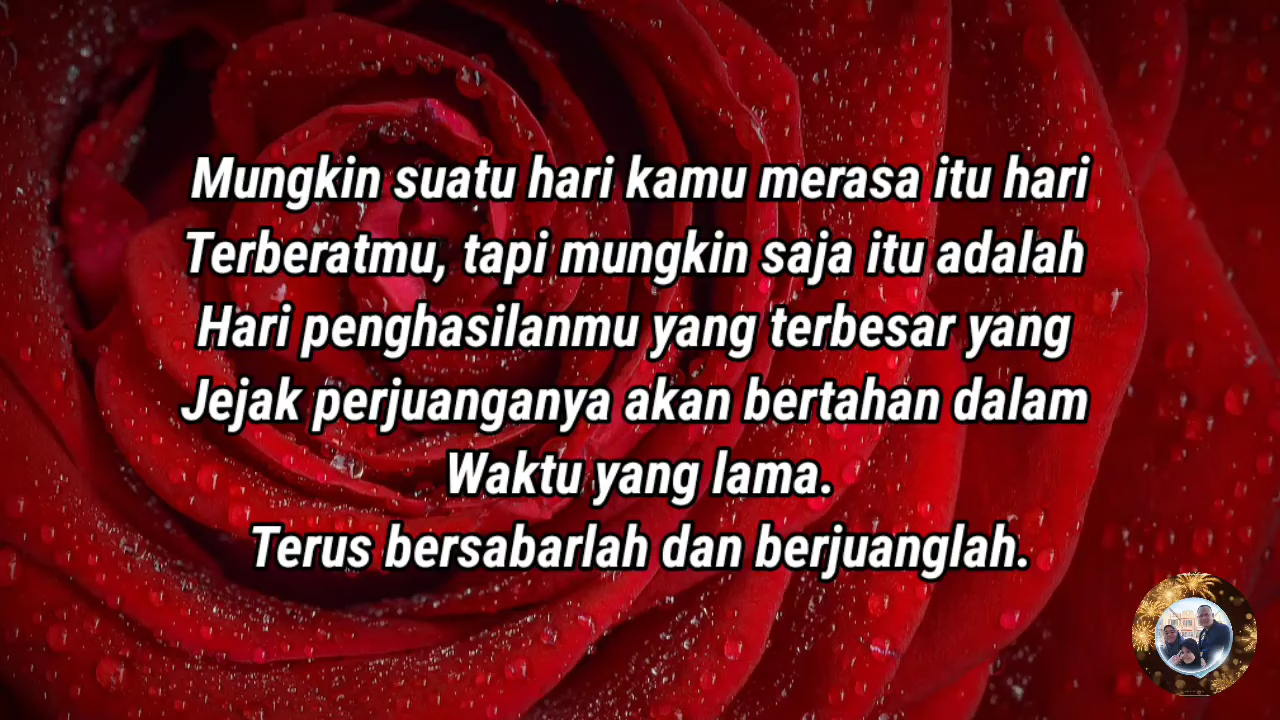 Mungkin suatu hari kamu merasa itu hari
Terberatmu, tapi mungkin saja itu adalah
Hari penghasilanmu yang terbesar yang
Jejak perjuanganya akan bertahan dalam
Waktu yang lama.
Terus bersabarlah dan berjuanglah.